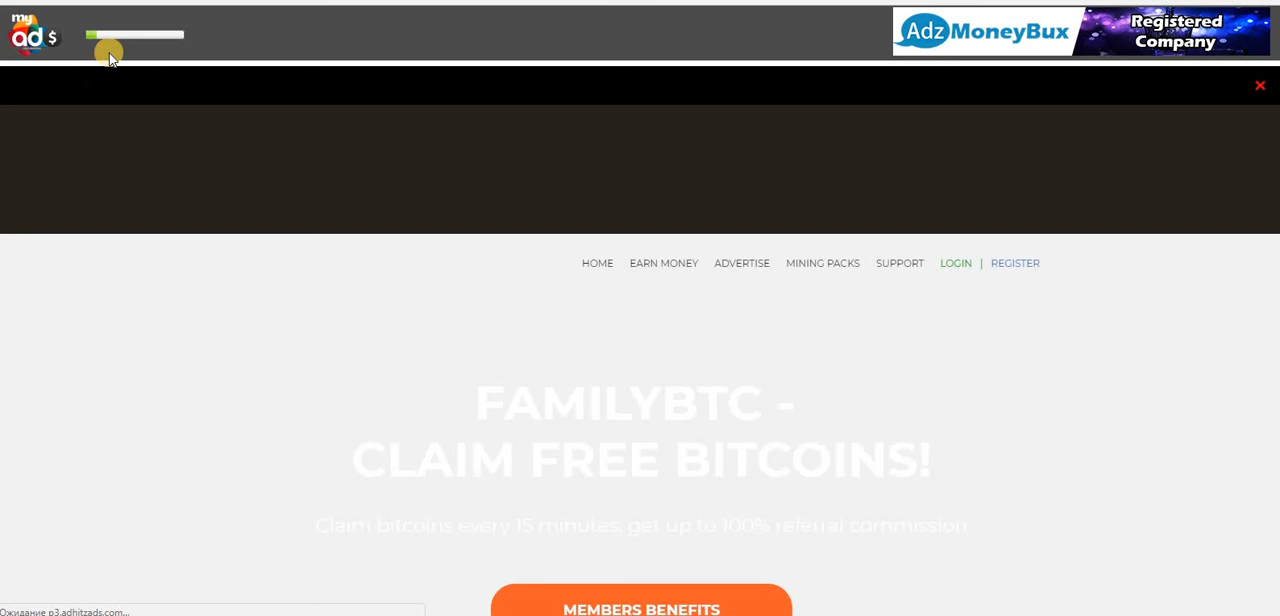 my
ad $
AdzMoneyBux
Registered
Company
×
HOME EARN MONEY ADVERTISE MINING PACKS SUPPORT LOGIN | REGISTER
FAMILYBTC -
CLAIM FREE BITCOINS!
Claim bitcoins every 15 minutes, get up to 100% referral commission
MEMBERS BENEFITS
Ожидание p3.adhitzads.com...